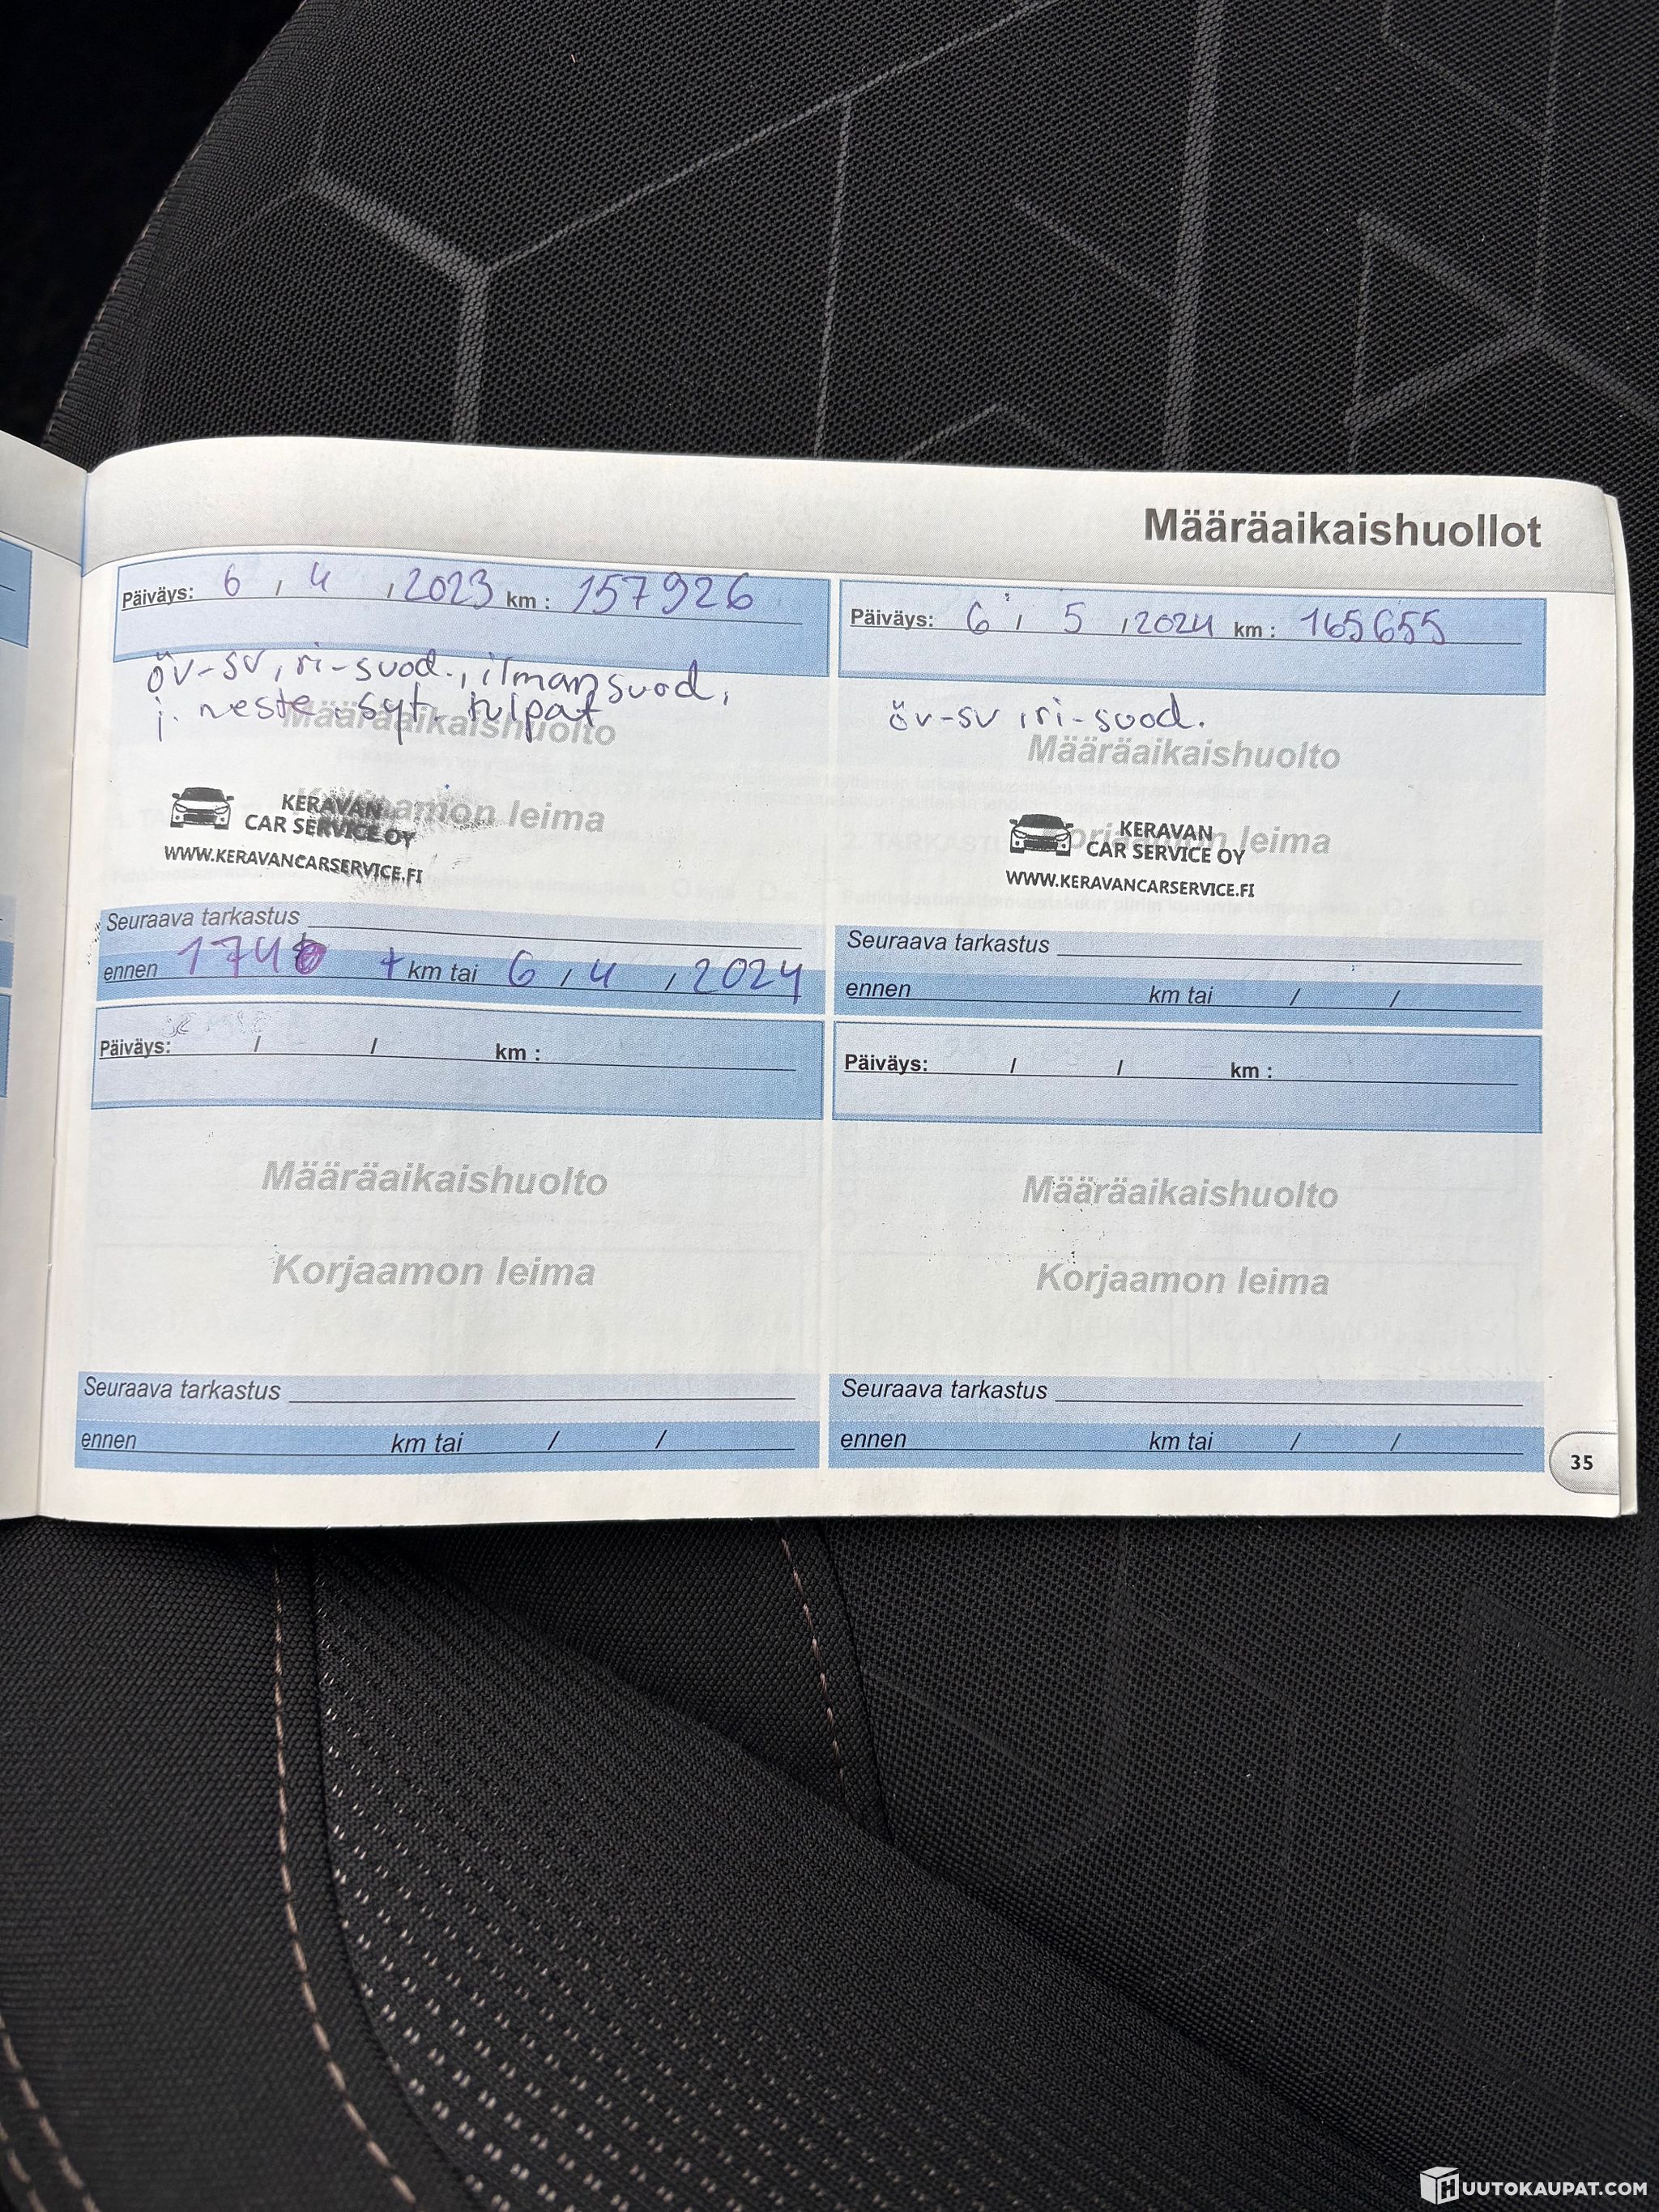 Määräaikaishuollot
Päiväys: 6 / 4 / 2023 km : 157926
öv-sv, ri-suod., ilmansuod,
j. neste, syt. tulpat
Määräaikaishuolto
Korjaamon leima
KERAVAN
CAR SERVICE OY
WWW.KERAVANCARSERVICE.FI
Seuraava tarkastus
ennen 174 t km tai 6 / 4 / 2024
Päiväys: 6 / 5 / 2024 km : 165655
öv-sv, ri-suod.
Määräaikaishuolto
Korjaamon leima
KERAVAN
CAR SERVICE OY
WWW.KERAVANCARSERVICE.FI
Seuraava tarkastus
ennen km tai / /
Päiväys: / / km :
Määräaikaishuolto
Korjaamon leima
Seuraava tarkastus
ennen km tai / /
Päiväys: / / km :
Määräaikaishuolto
Korjaamon leima
Seuraava tarkastus
ennen km tai / /
35
HUUTOKAUPAT.COM